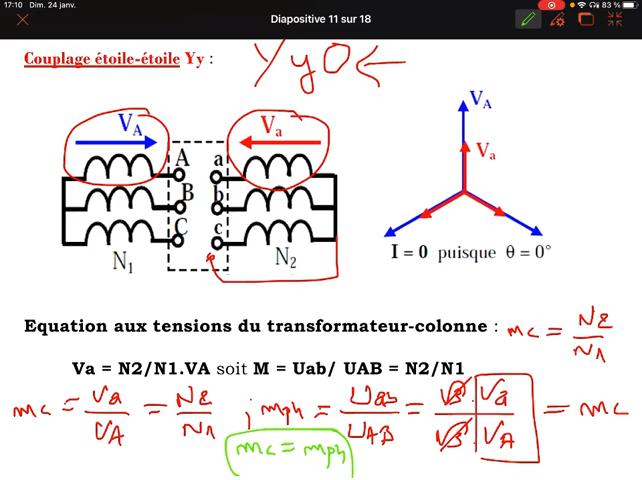 17:10 Dim. 24 janv.
83 %
Diapositive 11 sur 18
Couplage étoile-étoile Yy :
Yy0
VA
Va
A a
B b
C c
N1
N2
VA
Va
I = 0 puisque θ = 0°
Equation aux tensions du transformateur-colonne :
mc = N2/N1
Va = N2/N1.VA soit M = Uab/ UAB = N2/N1
mc = Va/VA = N2/N1 ; mph = Uab/UAB = √3.Va/√3.VA = mc
mc = mph